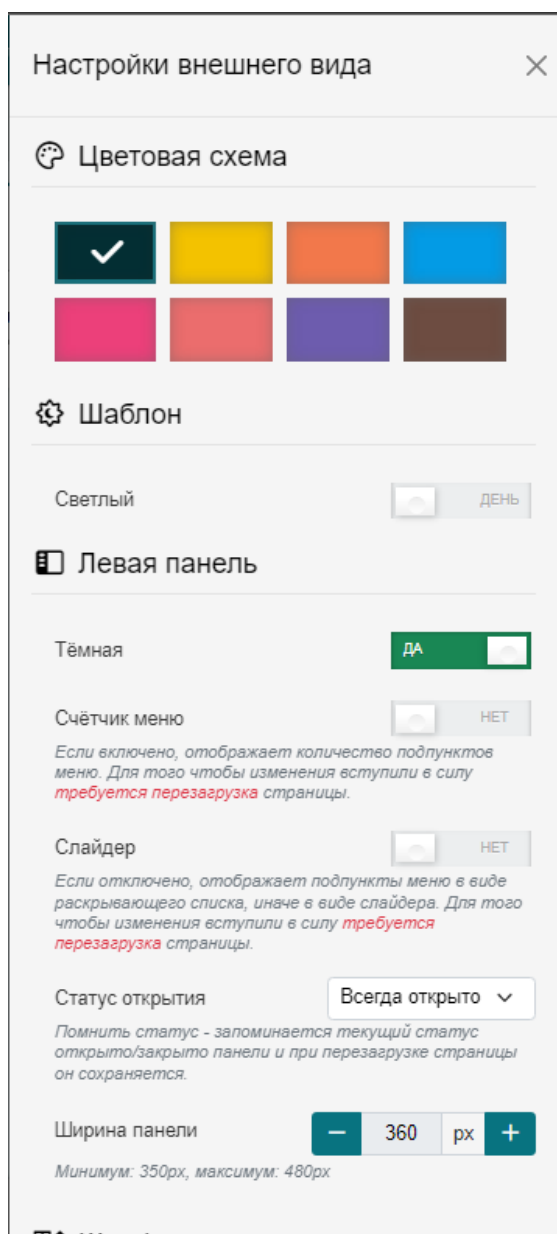 Настройки внешнего вида
Цветовая схема
Шаблон
Светлый
ДЕНЬ
Левая панель
Тёмная
ДА
Счётчик меню
НЕТ
Если включено, отображает количество подпунктов
меню. Для того чтобы изменения вступили в силу
требуется перезагрузка страницы.
Слайдер
НЕТ
Если отключено, отображает подпункты меню в виде
раскрывающего списка, иначе в виде слайдера. Для того
чтобы изменения вступили в силу требуется
перезагрузка страницы.
Статус открытия
Всегда открыто
Помнить статус - запоминается текущий статус
открыто/закрыто панели и при перезагрузке страницы
он сохраняется.
Ширина панели
− 360 px +
Минимум: 350px, максимум: 480px